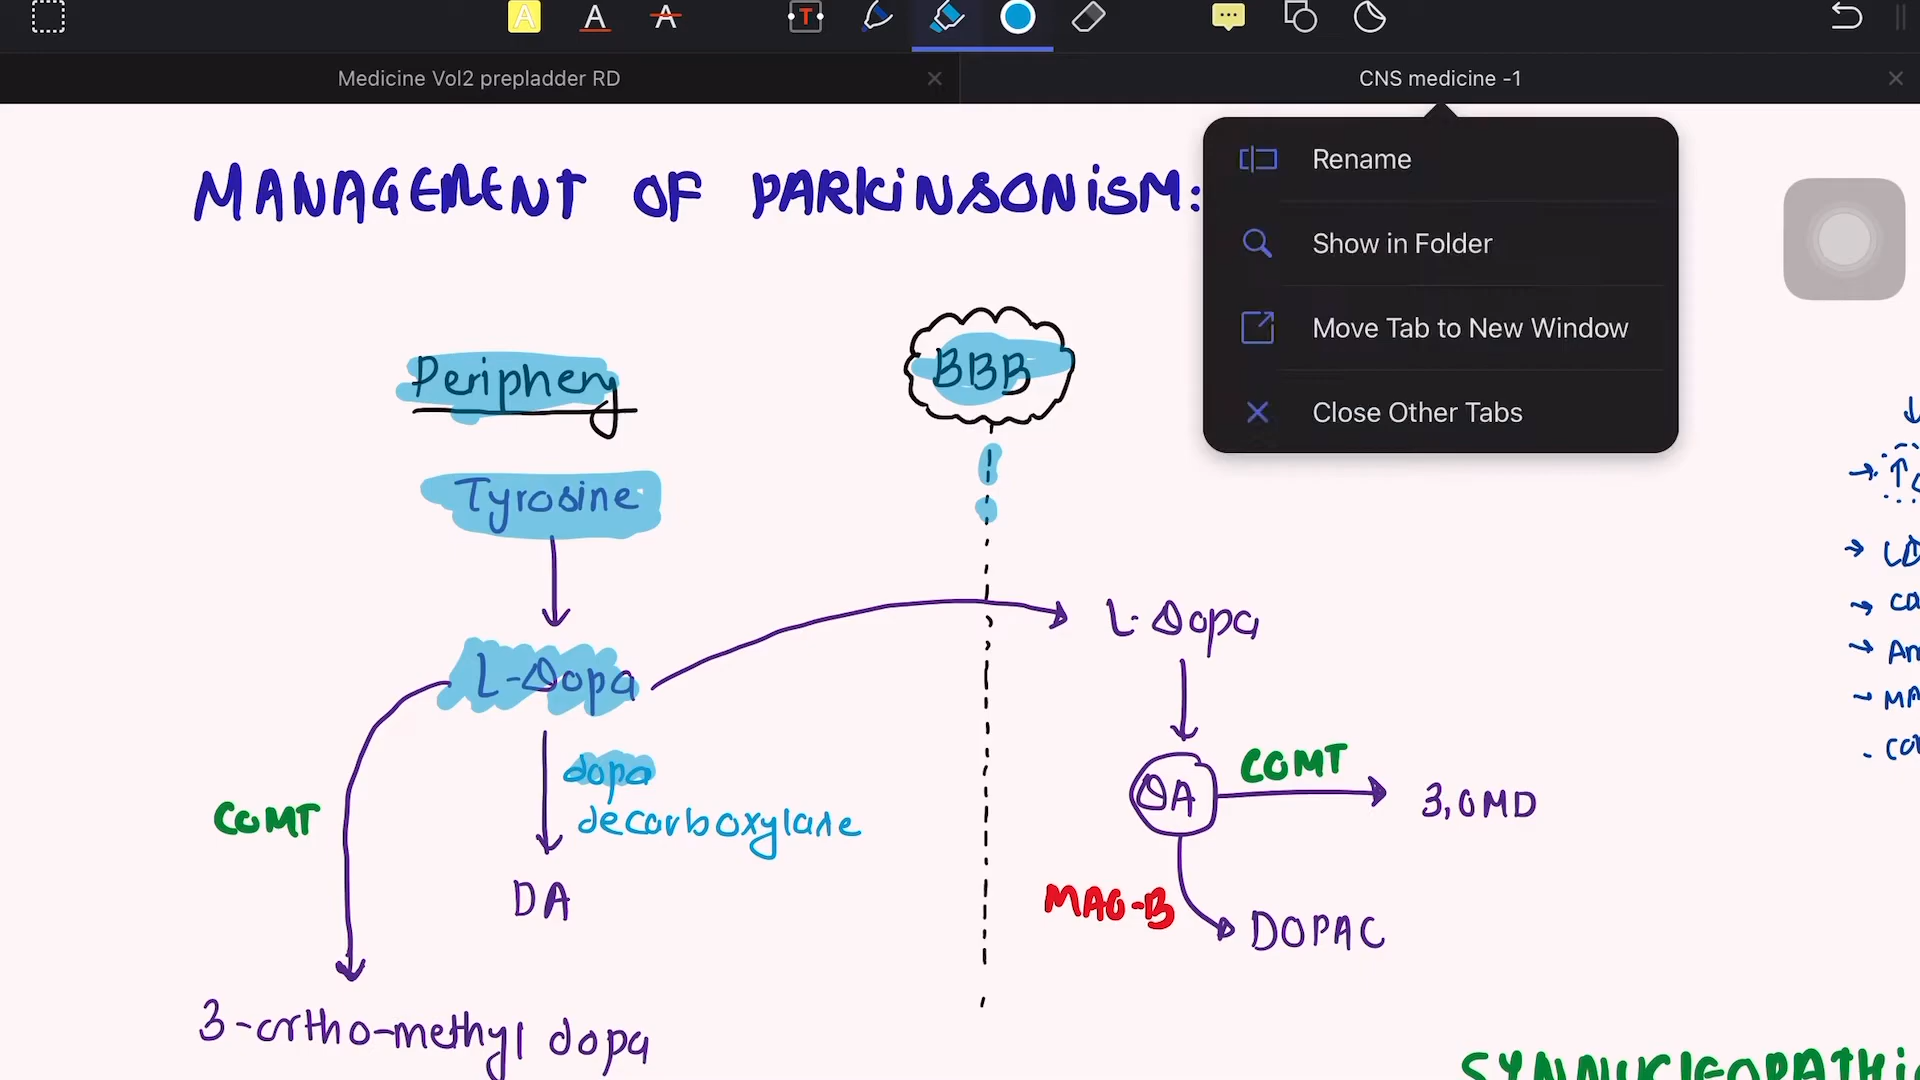 Medicine Vol2 prepladder RD
CNS medicine -1
Rename
Show in Folder
Move Tab to New Window
Close Other Tabs
MANAGEMENT OF PARKINSONISM:
Periphery
BBB
Tyrosine
L-Dopa
L-Dopa
dopa
decarboxylase
COMT
DA
DA
COMT
3,OMD
MAO-B
DOPAC
3-ortho-methyl dopa